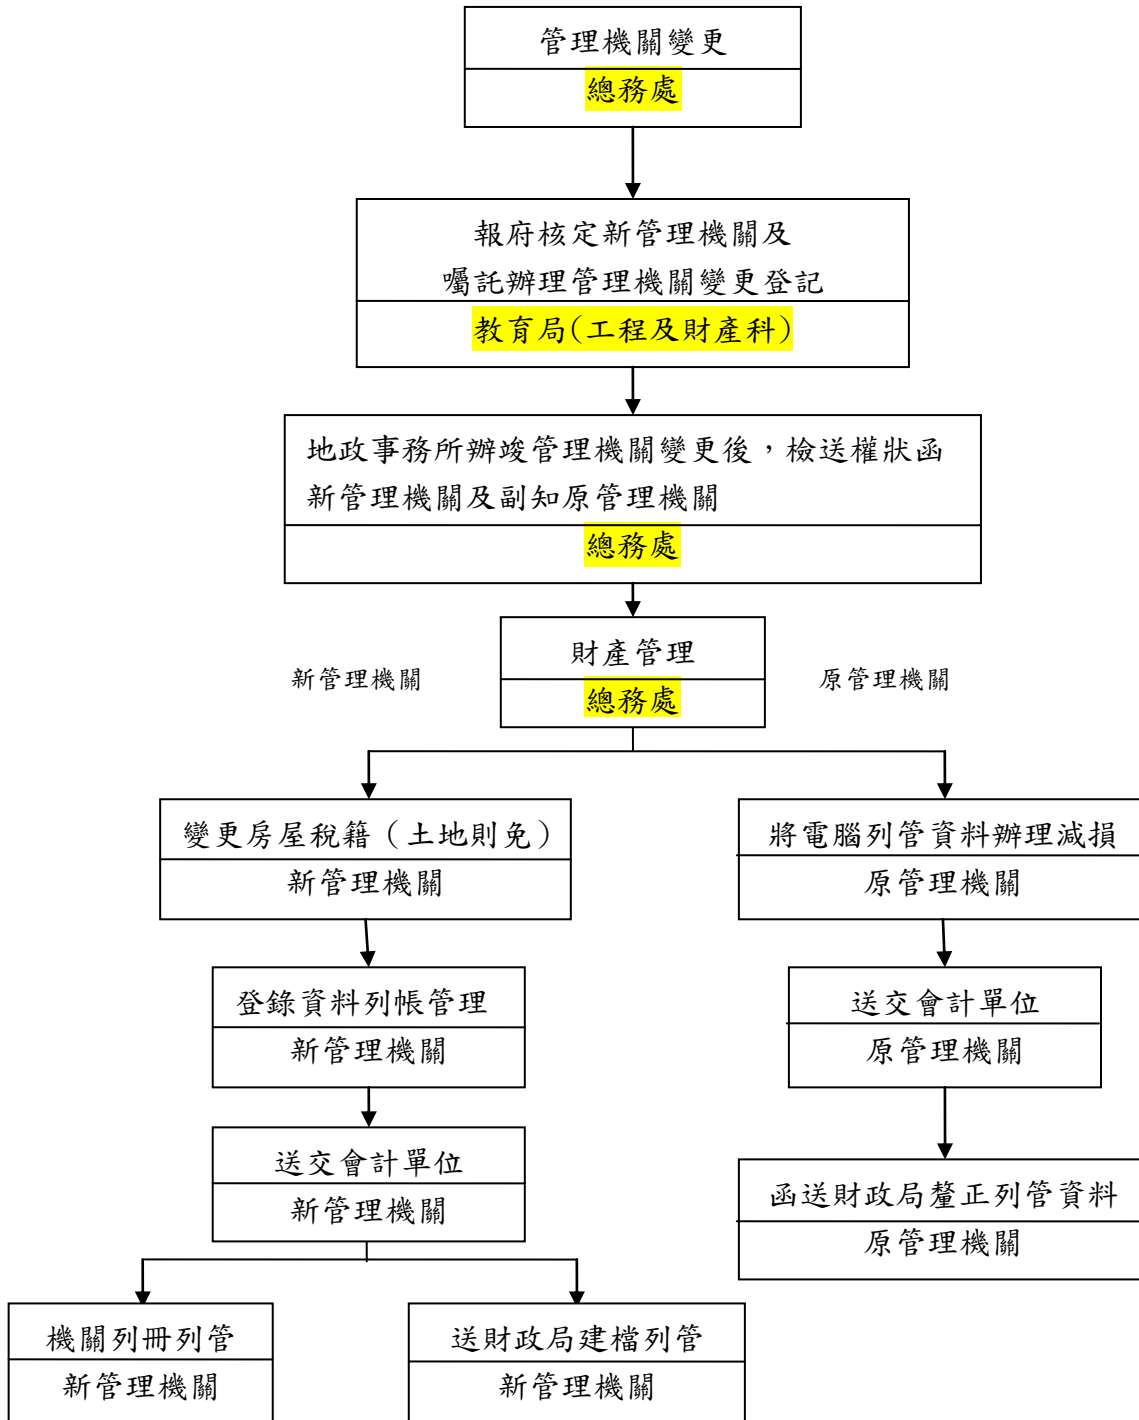 管理機關變更
總務處
報府核定新管理機關及
囑託辦理管理機關變更登記
教育局(工程及財產科)
地政事務所辦竣管理機關變更後，檢送權狀函
新管理機關及副知原管理機關
總務處
財產管理
總務處
新管理機關
原管理機關
變更房屋稅籍（土地則免）
新管理機關
將電腦列管資料辦理減損
原管理機關
登錄資料列帳管理
新管理機關
送交會計單位
原管理機關
送交會計單位
新管理機關
函送財政局釐正列管資料
原管理機關
機關列冊列管
新管理機關
送財政局建檔列管
新管理機關